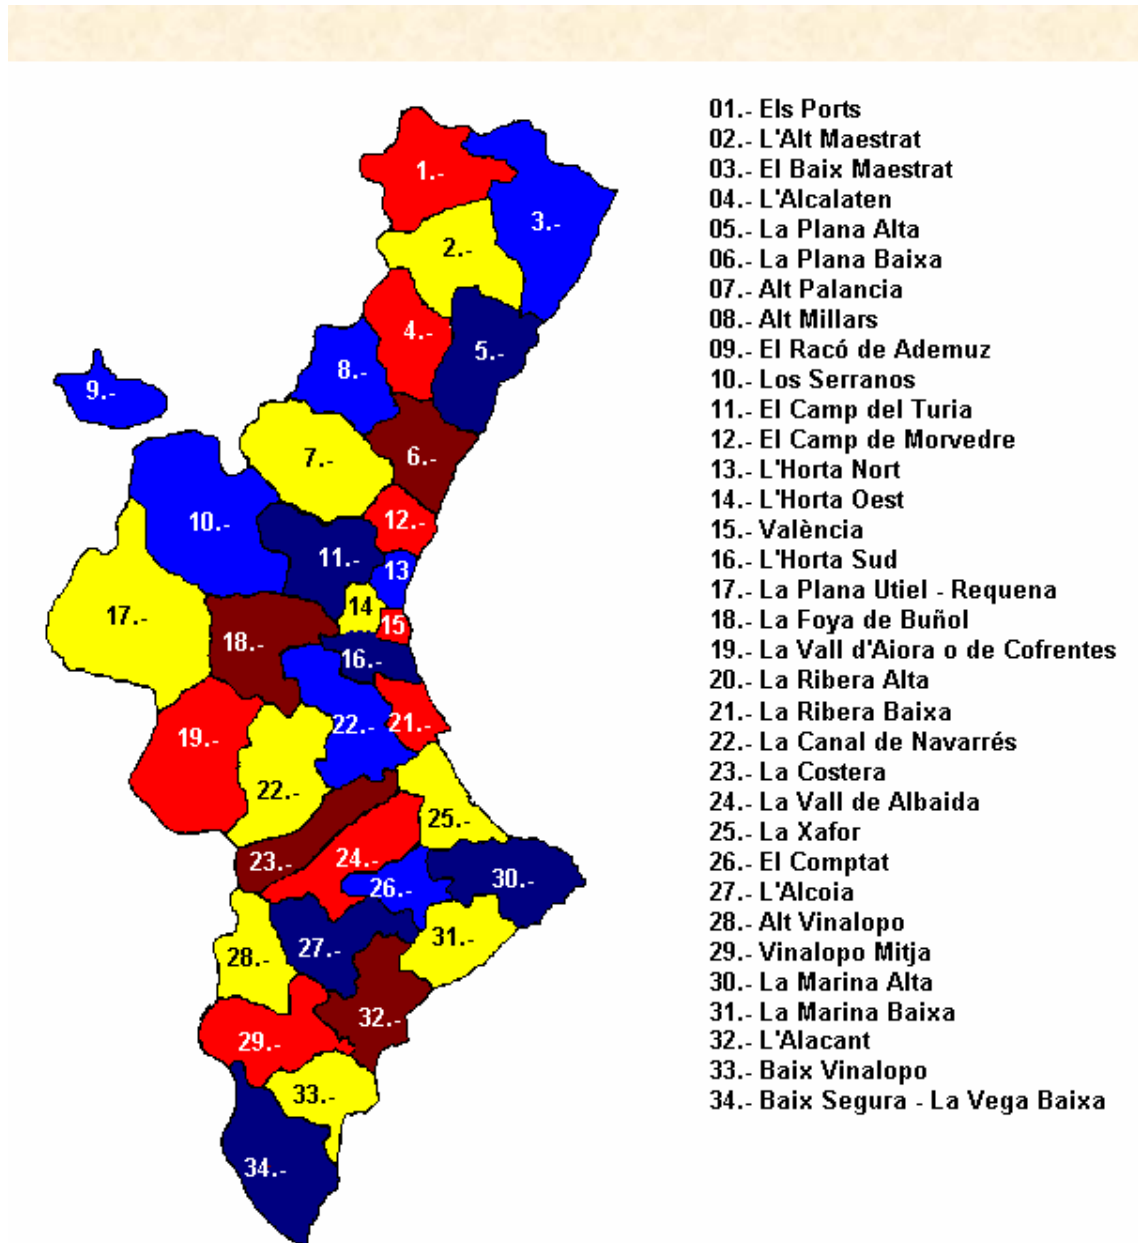 01.- Els Ports
02.- L'Alt Maestrat
03.- El Baix Maestrat
04.- L'Alcalaten
05.- La Plana Alta
06.- La Plana Baixa
07.- Alt Palancia
08.- Alt Millars
09.- El Racó de Ademuz
10.- Los Serranos
11.- El Camp del Turia
12.- El Camp de Morvedre
13.- L'Horta Nort
14.- L'Horta Oest
15.- València
16.- L'Horta Sud
17.- La Plana Utiel - Requena
18.- La Foya de Buñol
19.- La Vall d'Aiora o de Cofrentes
20.- La Ribera Alta
21.- La Ribera Baixa
22.- La Canal de Navarrés
23.- La Costera
24.- La Vall de Albaida
25.- La Xafor
26.- El Comptat
27.- L'Alcoia
28.- Alt Vinalopo
29.- Vinalopo Mitja
30.- La Marina Alta
31.- La Marina Baixa
32.- L'Alacant
33.- Baix Vinalopo
34.- Baix Segura - La Vega Baixa
1.-
3.-
2.-
4.-
5.-
8.-
9.-
6.-
7.-
12.-
10.-
11.-
13
14
17.-
15
18.-
16.-
21.-
22.-
19.-
22.-
25.-
24.-
23.-
30.-
26.-
31.-
27.-
28.-
32.-
29.-
33.-
34.-